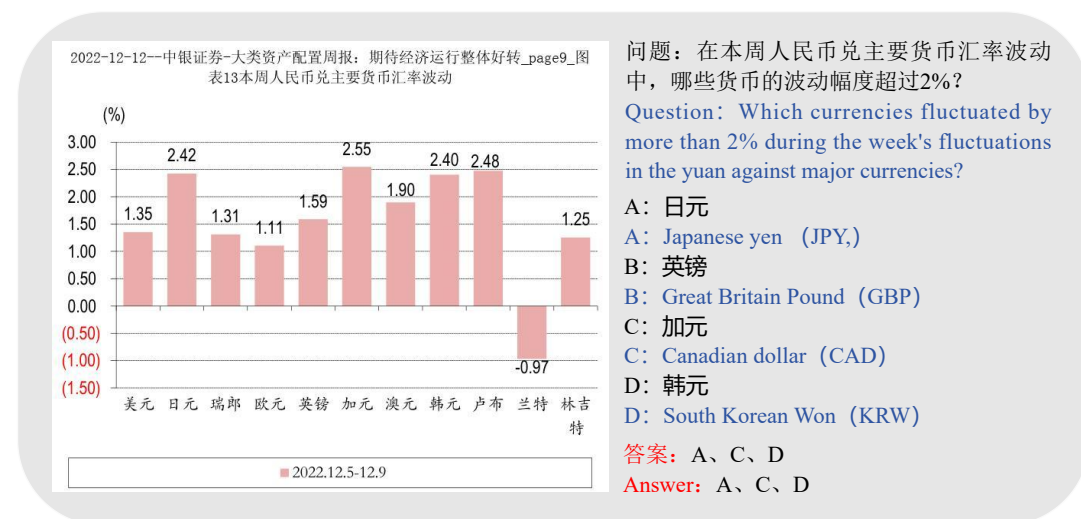 2022-12-12--中银证券-大类资产配置周报：期待经济运行整体好转_page9_图
表13本周人民币兑主要货币汇率波动
(%)
3.00
2.50
2.00
1.50
1.00
0.50
0.00
(0.50)
(1.00)
(1.50)
1.35
2.42
1.31
1.11
1.59
2.55
1.90
2.40
2.48
-0.97
1.25
美元
日元
瑞郎
欧元
英镑
加元
澳元
韩元
卢布
兰特
林吉
特
2022.12.5-12.9
问题：在本周人民币兑主要货币汇率波动
中，哪些货币的波动幅度超过2%？
Question：Which currencies fluctuated by
more than 2% during the week's fluctuations
in the yuan against major currencies?
A：日元
A：Japanese yen （JPY,）
B：英镑
B：Great Britain Pound（GBP）
C：加元
C：Canadian dollar（CAD）
D：韩元
D：South Korean Won（KRW）
答案：A、C、D
Answer：A、C、D